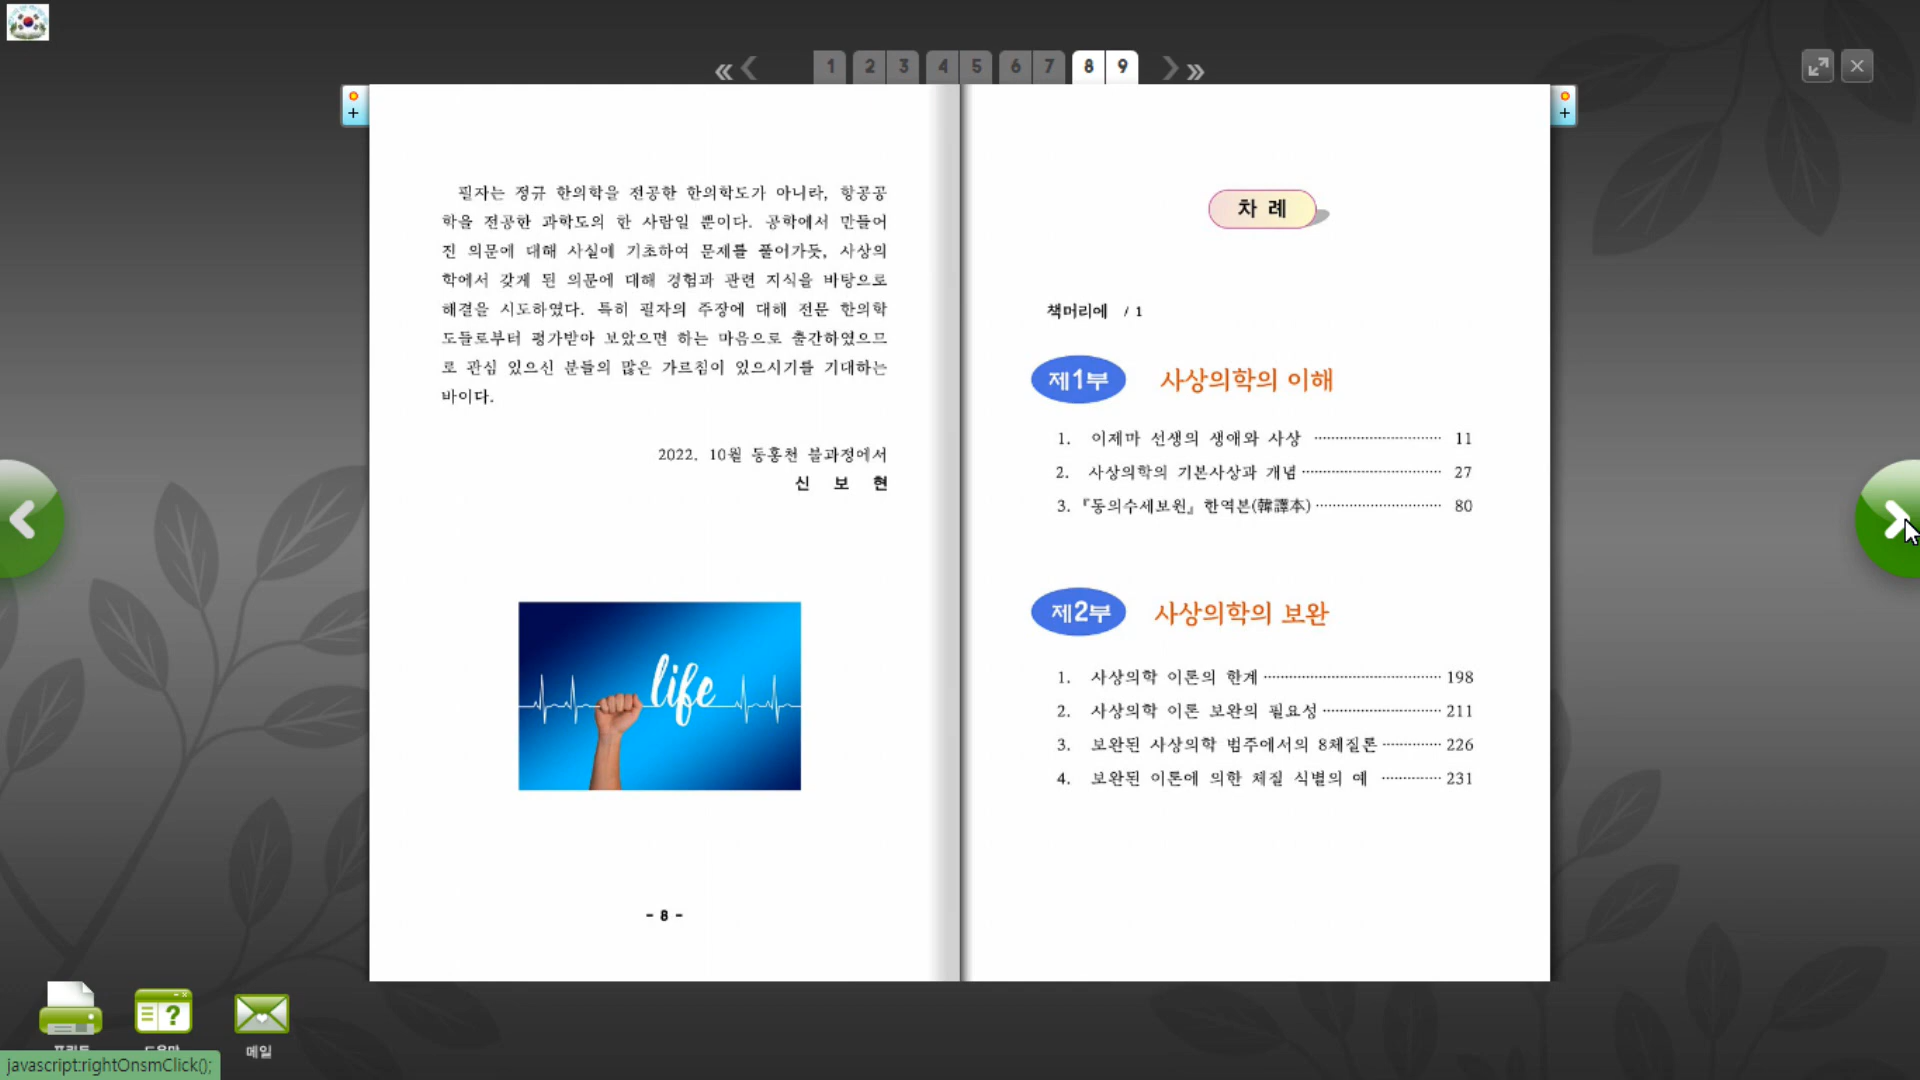 « 1 2 3 4 5 6 7 8 9 »
필자는 정규 한의학을 전공한 한의학도가 아니라, 항공공
학을 전공한 과학도의 한 사람일 뿐이다. 공학에서 만들어
진 의문에 대해 사실에 기초하여 문제를 풀어가듯, 사상의
학에서 갖게 된 의문에 대해 경험과 관련 지식을 바탕으로
해결을 시도하였다. 특히 필자의 주장에 대해 전문 한의학
도들로부터 평가받아 보았으면 하는 마음으로 출간하였으므
로 관심 있으신 분들의 많은 가르침이 있으시기를 기대하는
바이다.
2022. 10월 동홍천 불과정에서
신 보 현
life
- 8 -
차 례
책머리에 / 1
제1부 사상의학의 이해
1. 이제마 선생의 생애와 사상 ····························· 11
2. 사상의학의 기본사상과 개념 ································ 27
3. 『동의수세보원』 한역본(韓譯本) ····························· 80
제2부 사상의학의 보완
1. 사상의학 이론의 한계 ········································ 198
2. 사상의학 이론 보완의 필요성 ··························· 211
3. 보완된 사상의학 범주에서의 8체질론 ············· 226
4. 보완된 이론에 의한 체질 식별의 예 ············· 231
메일
javascript:rightOnsmClick();